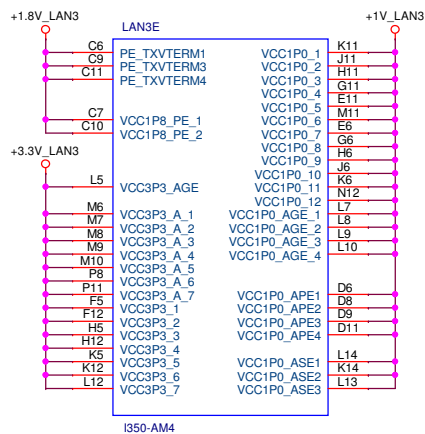 +1.8V_LAN3
LAN3E
+1V_LAN3
C6 PE_TXVTERM1
C9 PE_TXVTERM3
C11 PE_TXVTERM4
C7 VCC1P8_PE_1
C10 VCC1P8_PE_2
+3.3V_LAN3
L5 VCC3P3_AGE
M6 VCC3P3_A_1
M7 VCC3P3_A_2
M8 VCC3P3_A_3
M9 VCC3P3_A_4
M10 VCC3P3_A_5
P8 VCC3P3_A_6
P11 VCC3P3_A_7
F5 VCC3P3_1
F12 VCC3P3_2
H5 VCC3P3_3
H12 VCC3P3_4
K5 VCC3P3_5
K12 VCC3P3_6
L12 VCC3P3_7
VCC1P0_1 K11
VCC1P0_2 J11
VCC1P0_3 H11
VCC1P0_4 G11
VCC1P0_5 E11
VCC1P0_6 M11
VCC1P0_7 E6
VCC1P0_8 G6
VCC1P0_9 H6
VCC1P0_10 J6
VCC1P0_11 K6
VCC1P0_12 N12
VCC1P0_AGE_1 L7
VCC1P0_AGE_2 L8
VCC1P0_AGE_3 L9
VCC1P0_AGE_4 L10
VCC1P0_APE1 D6
VCC1P0_APE2 D8
VCC1P0_APE3 D9
VCC1P0_APE4 D11
VCC1P0_ASE1 L14
VCC1P0_ASE2 K14
VCC1P0_ASE3 L13
I350-AM4